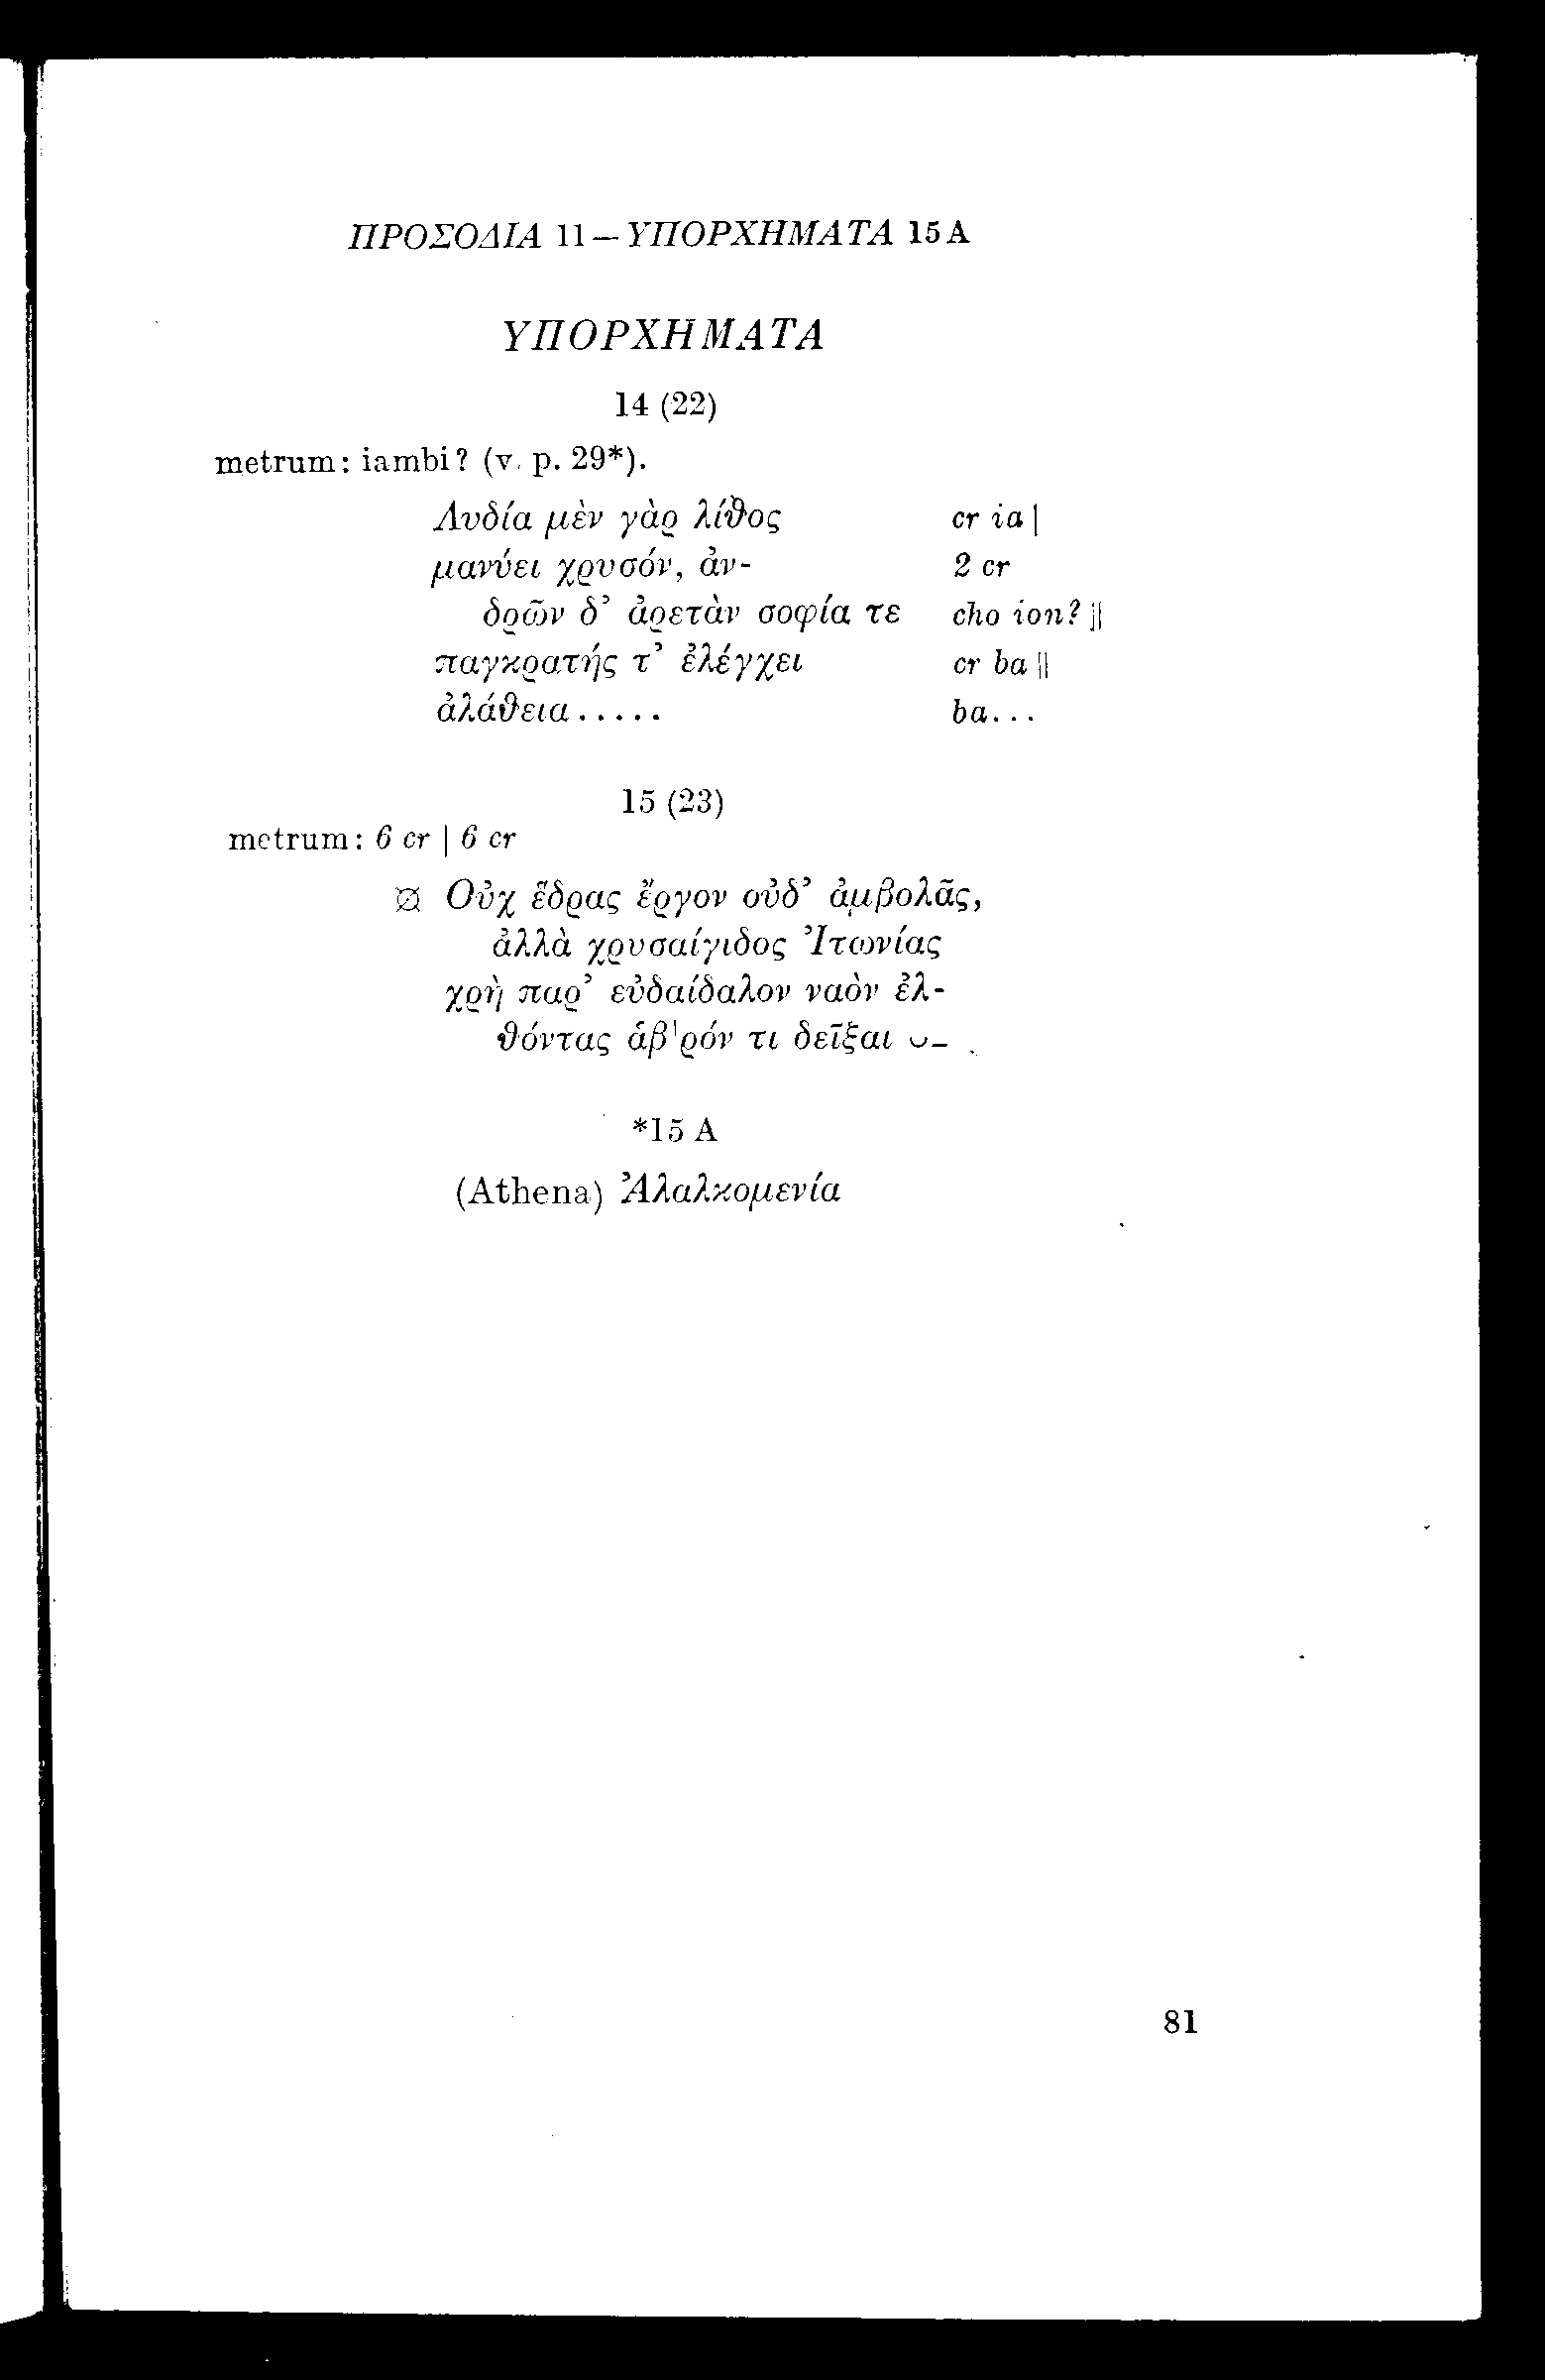 ΠΡΟΣΟΔΙΑ 11 – ΥΠΟΡΧΗΜΑΤΑ 15 A
ΥΠΟΡΧΗΜΑΤΑ
14 (22)
metrum: iambi? (v. p. 29*).
Λυδία μὲν γὰρ λίθος cr ia |
μανύει χρυσόν, ἀν- 2 cr
δρῶν δ’ ἀρετὰν σοφία τε cho ion? ||
παγκρατής τ’ ἐλέγχει cr ba ||
ἀλάθεια . . . . . ba . . .
15 (23)
metrum: 6 cr | 6 cr
⌀ Οὐχ ἕδρας ἔργον οὐδ’ ἀμβολᾶς,
ἀλλὰ χρυσαίγιδος Ἰτωνίας
χρὴ παρ’ εὐδαίδαλον ναὸν ἐλ-
θόντας ἁβ'ρόν τι δεῖξαι ⏑–
*15 A
(Athena) Ἀλαλκομενία
81